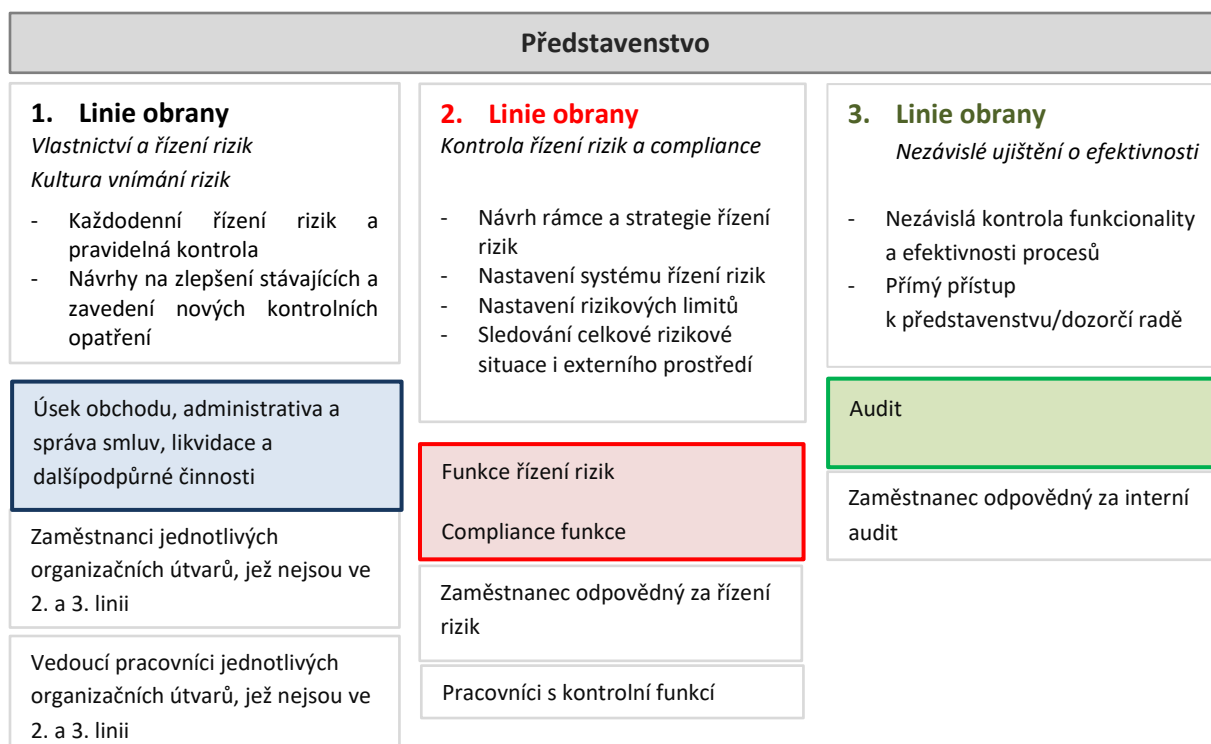 Představenstvo
1. Linie obrany
Vlastnictví a řízení rizik
Kultura vnímání rizik
- Každodenní řízení rizik a
pravidelná kontrola
- Návrhy na zlepšení stávajících a
zavedení nových kontrolních
opatření
Úsek obchodu, administrativa a
správa smluv, likvidace a
dalšípodpůrné činnosti
Zaměstnanci jednotlivých
organizačních útvarů, jež nejsou ve
2. a 3. linii
Vedoucí pracovníci jednotlivých
organizačních útvarů, jež nejsou ve
2. a 3. linii
2. Linie obrany
Kontrola řízení rizik a compliance
- Návrh rámce a strategie řízení
rizik
- Nastavení systému řízení rizik
- Nastavení rizikových limitů
- Sledování celkové rizikové
situace i externího prostředí
Funkce řízení rizik
Compliance funkce
Zaměstnanec odpovědný za řízení
rizik
Pracovníci s kontrolní funkcí
3. Linie obrany
Nezávislé ujištění o efektivnosti
- Nezávislá kontrola funkcionality
a efektivnosti procesů
- Přímý přístup
k představenstvu/dozorčí radě
Audit
Zaměstnanec odpovědný za interní
audit